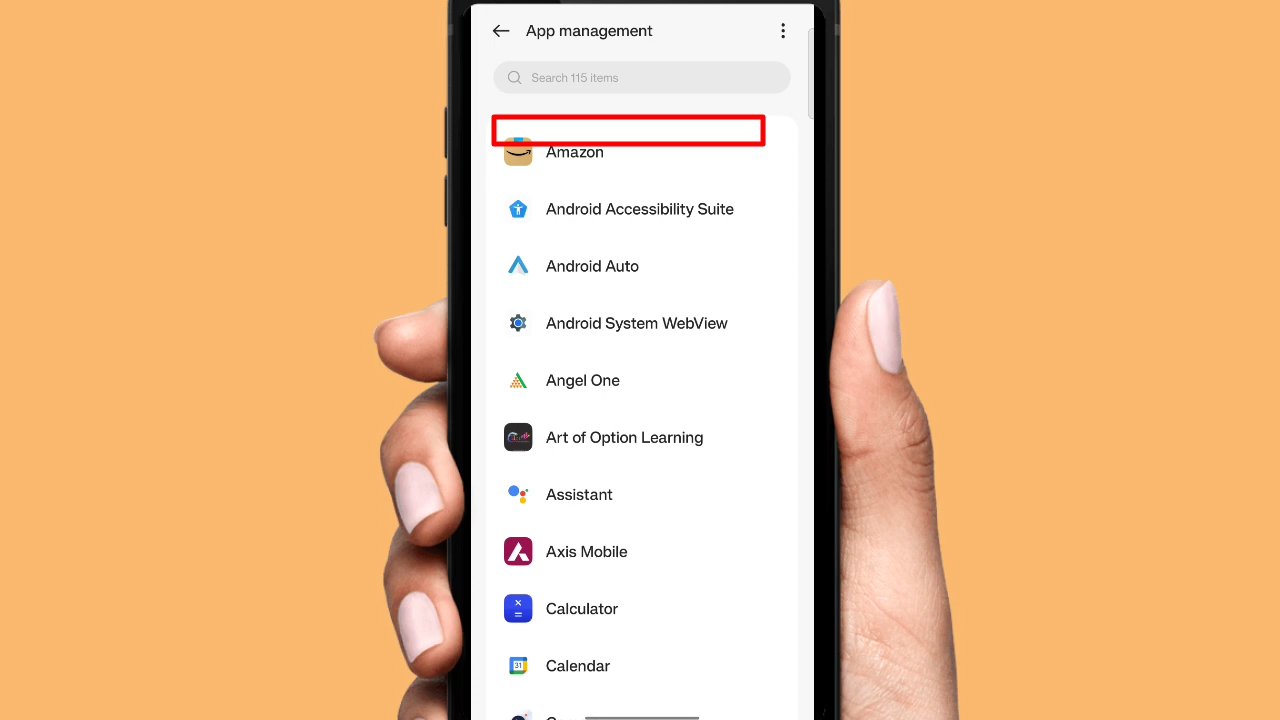 App management
Search 115 items
Amazon
Android Accessibility Suite
Android Auto
Android System WebView
Angel One
Art of Option Learning
Assistant
Axis Mobile
Calculator
31
Calendar